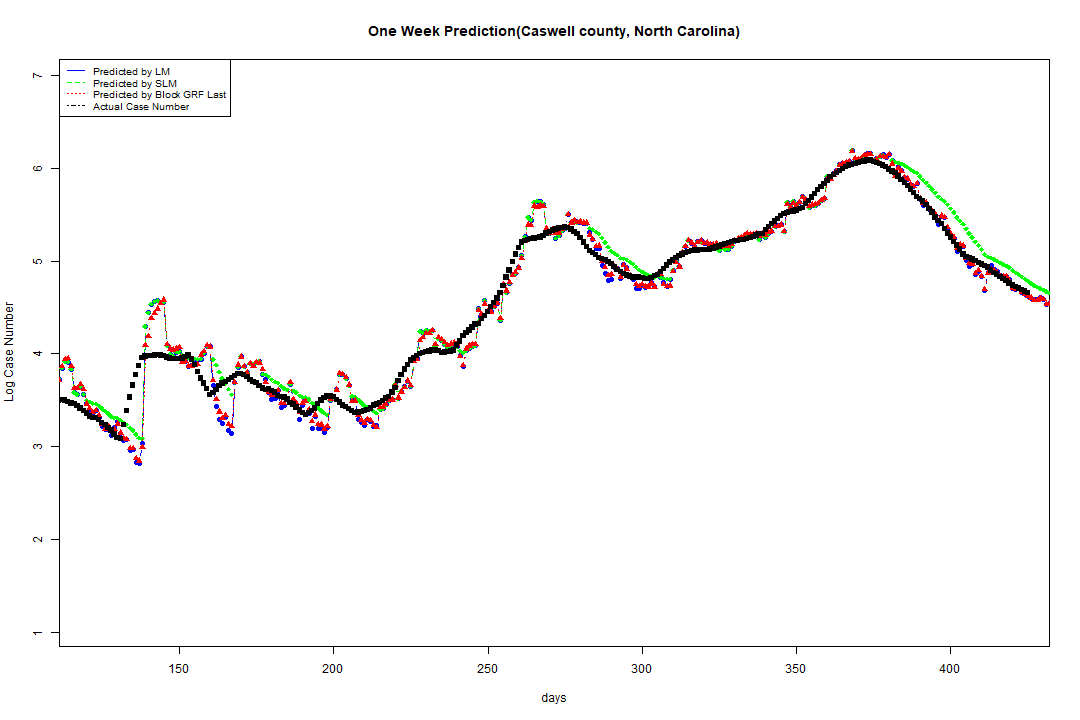 One Week Prediction(Caswell county, North Carolina)
Predicted by LM
Predicted by SLM
Predicted by Block GRF Last
Actual Case Number
7
6
5
4
3
2
1
Log Case Number
150 200 250 300 350 400
days